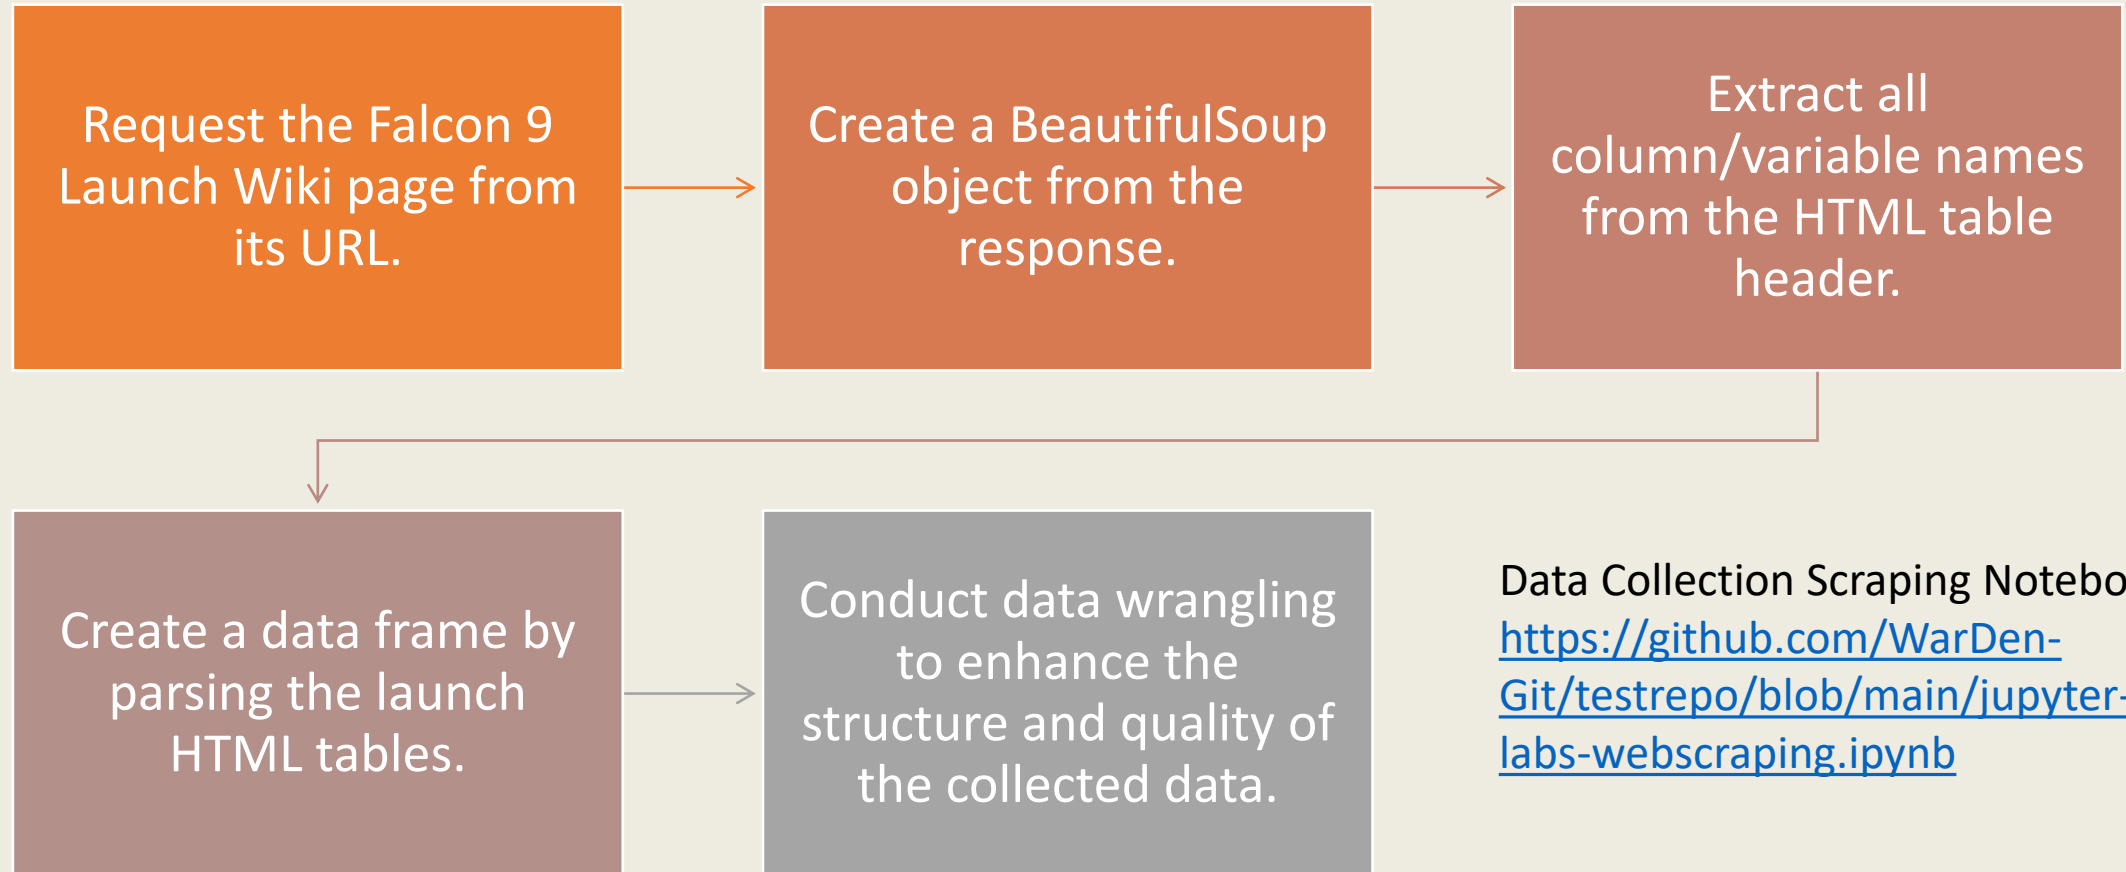 Request the Falcon 9
Launch Wiki page from
its URL.
Create a BeautifulSoup
object from the
response.
Extract all
column/variable names
from the HTML table
header.
Create a data frame by
parsing the launch
HTML tables.
Conduct data wrangling
to enhance the
structure and quality of
the collected data.
Data Collection Scraping Notebo
https://github.com/WarDen-
Git/testrepo/blob/main/jupyter-
labs-webscraping.ipynb